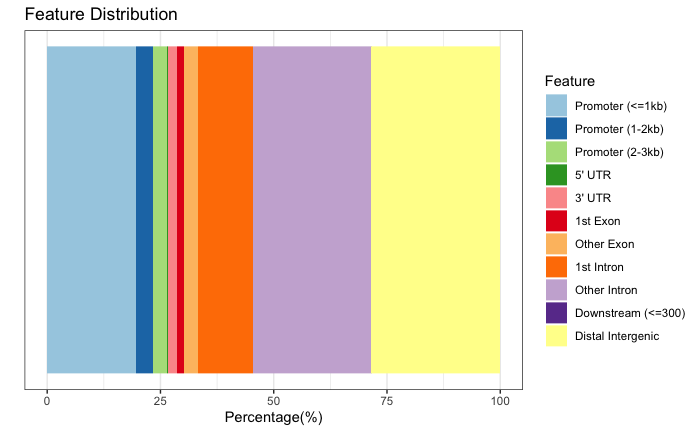 Feature Distribution
Feature
Promoter (<=1kb)
Promoter (1-2kb)
Promoter (2-3kb)
5' UTR
3' UTR
1st Exon
Other Exon
1st Intron
Other Intron
Downstream (<=300)
Distal Intergenic
0 25 50 75 100
Percentage(%)